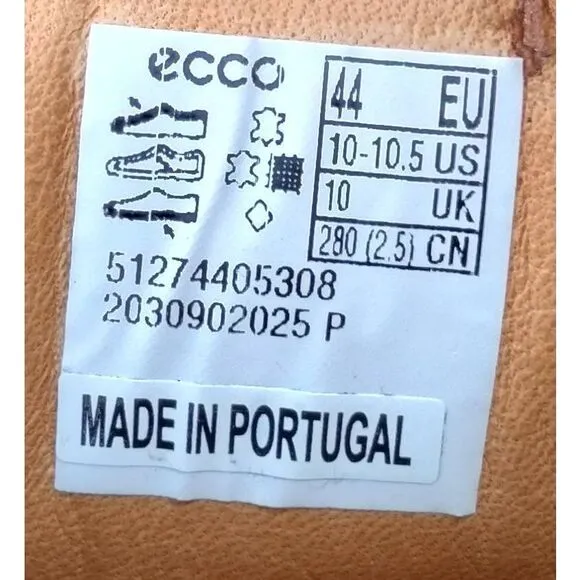 ecco
44 EU
10-10.5 US
10 UK
280 (2.5) CN
51274405308
2030902025 P
MADE IN PORTUGAL